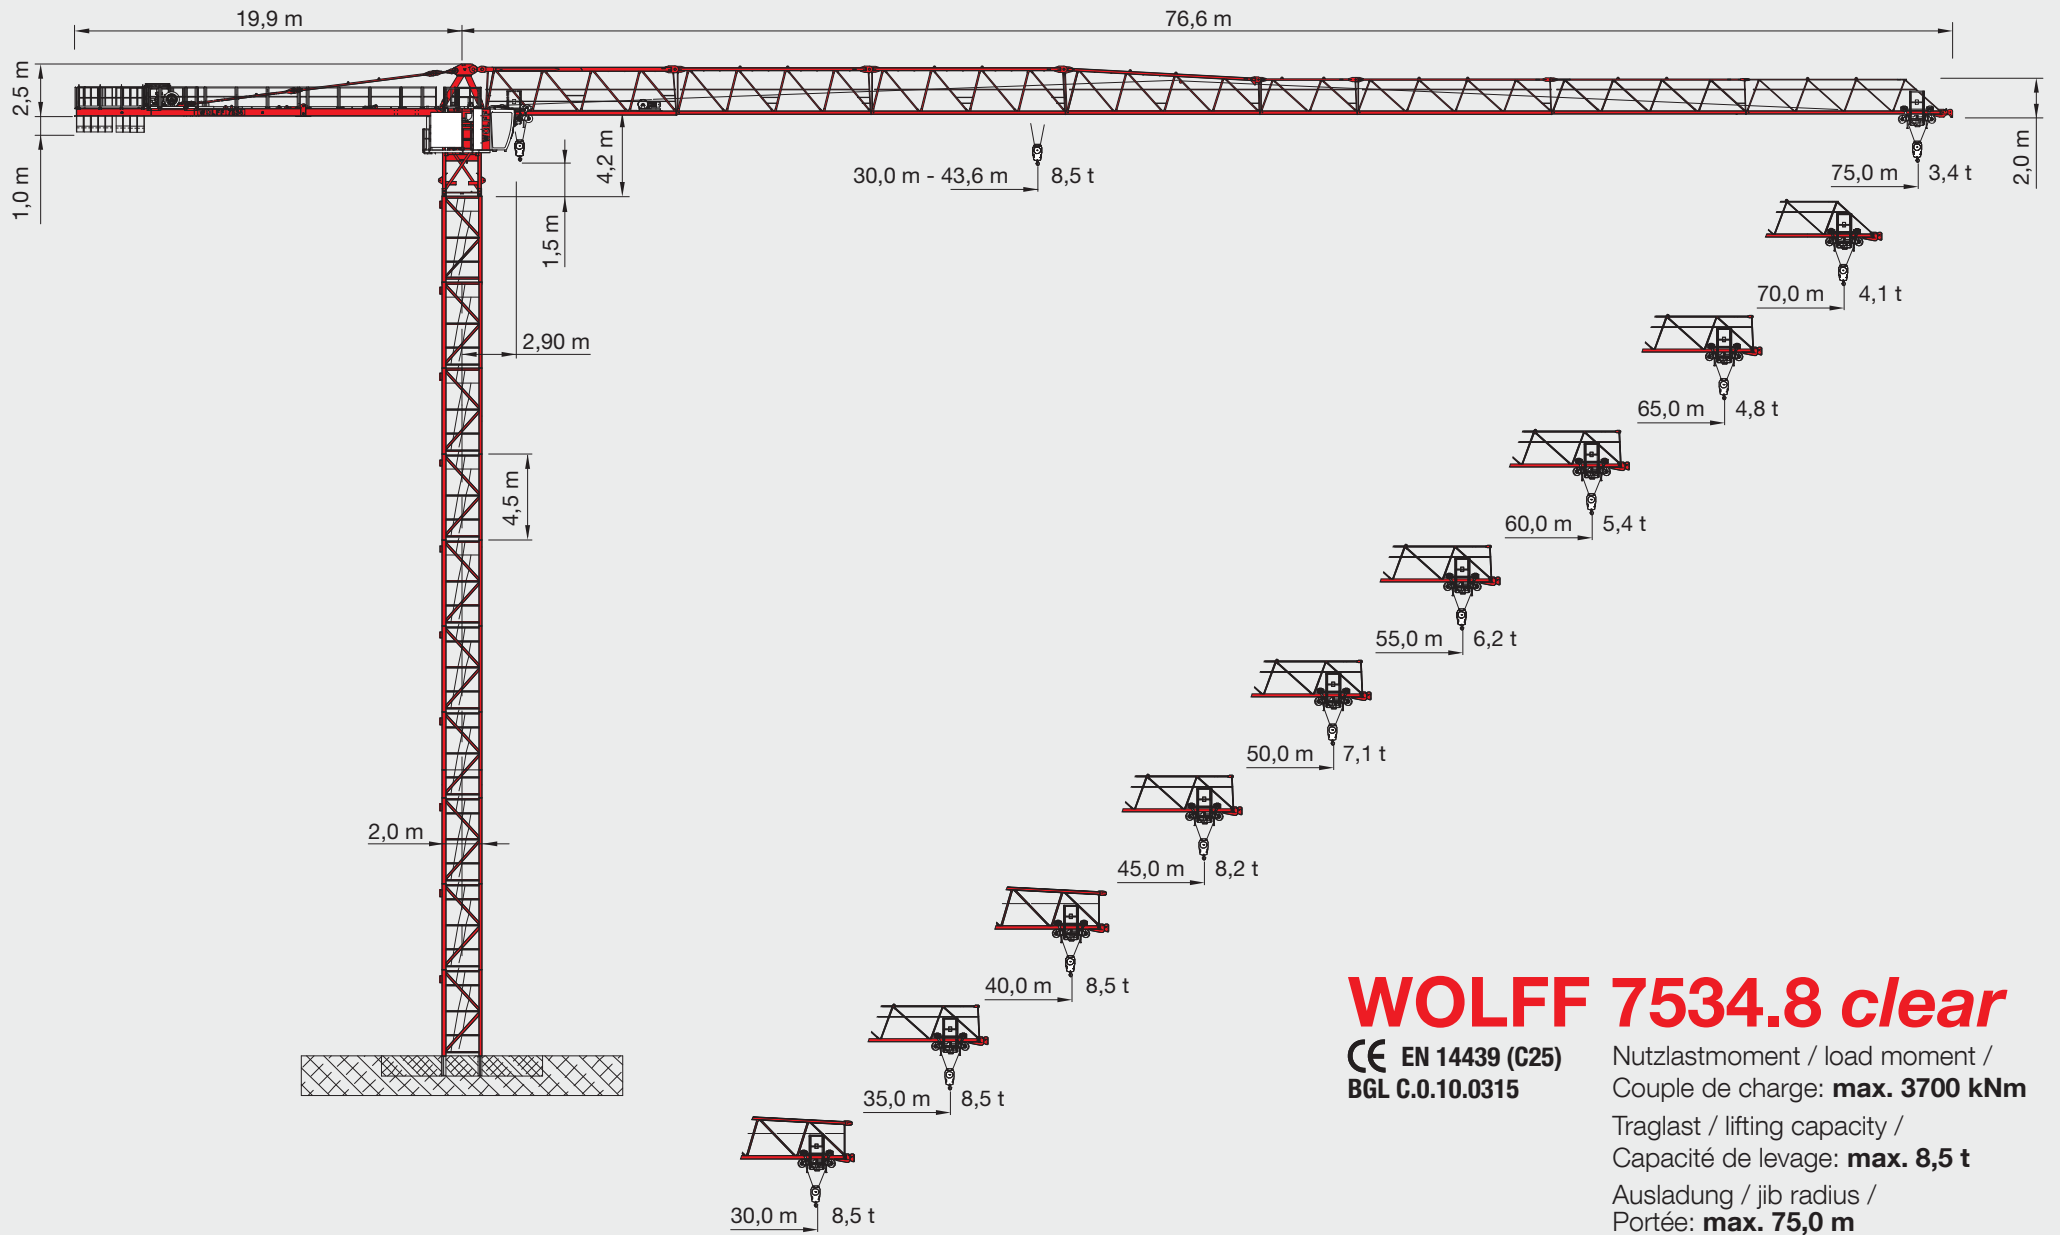 19,9 m
76,6 m
2,5 m
1,0 m
4,2 m
1,5 m
30,0 m - 43,6 m 8,5 t
75,0 m 3,4 t
2,0 m
70,0 m 4,1 t
2,90 m
65,0 m 4,8 t
4,5 m
60,0 m 5,4 t
55,0 m 6,2 t
50,0 m 7,1 t
2,0 m
45,0 m 8,2 t
40,0 m 8,5 t
35,0 m 8,5 t
30,0 m 8,5 t
WOLFF 7534.8 clear
CE EN 14439 (C25)
BGL C.0.10.0315
Nutzlastmoment / load moment /
Couple de charge: max. 3700 kNm
Traglast / lifting capacity /
Capacité de levage: max. 8,5 t
Ausladung / jib radius /
Portée: max. 75,0 m